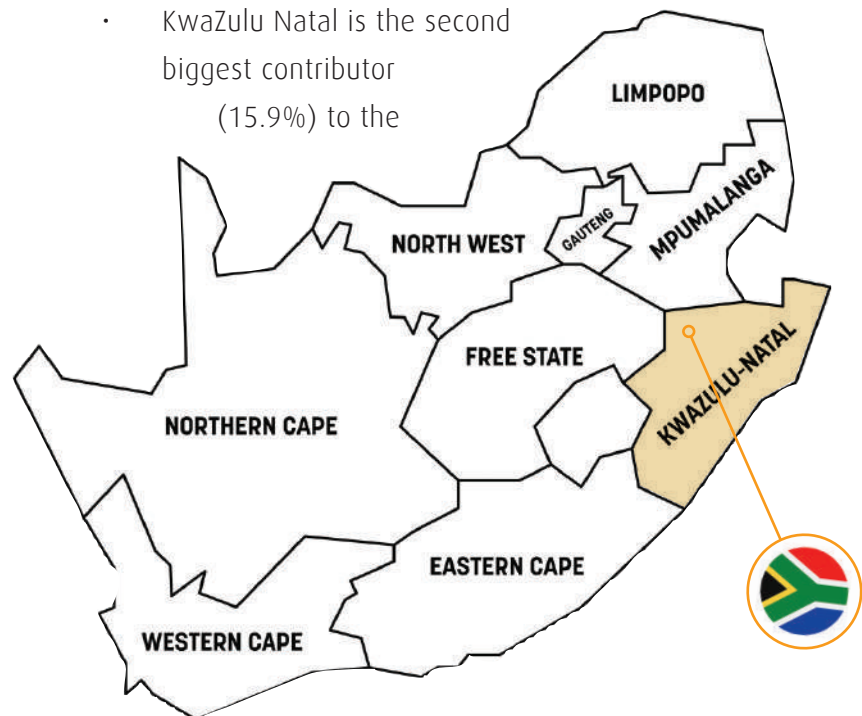 · KwaZulu Natal is the second
biggest contributor
(15.9%) to the
LIMPOPO
MPUMALANGA
GAUTENG
NORTH WEST
FREE STATE
KWAZULU-NATAL
NORTHERN CAPE
EASTERN CAPE
WESTERN CAPE